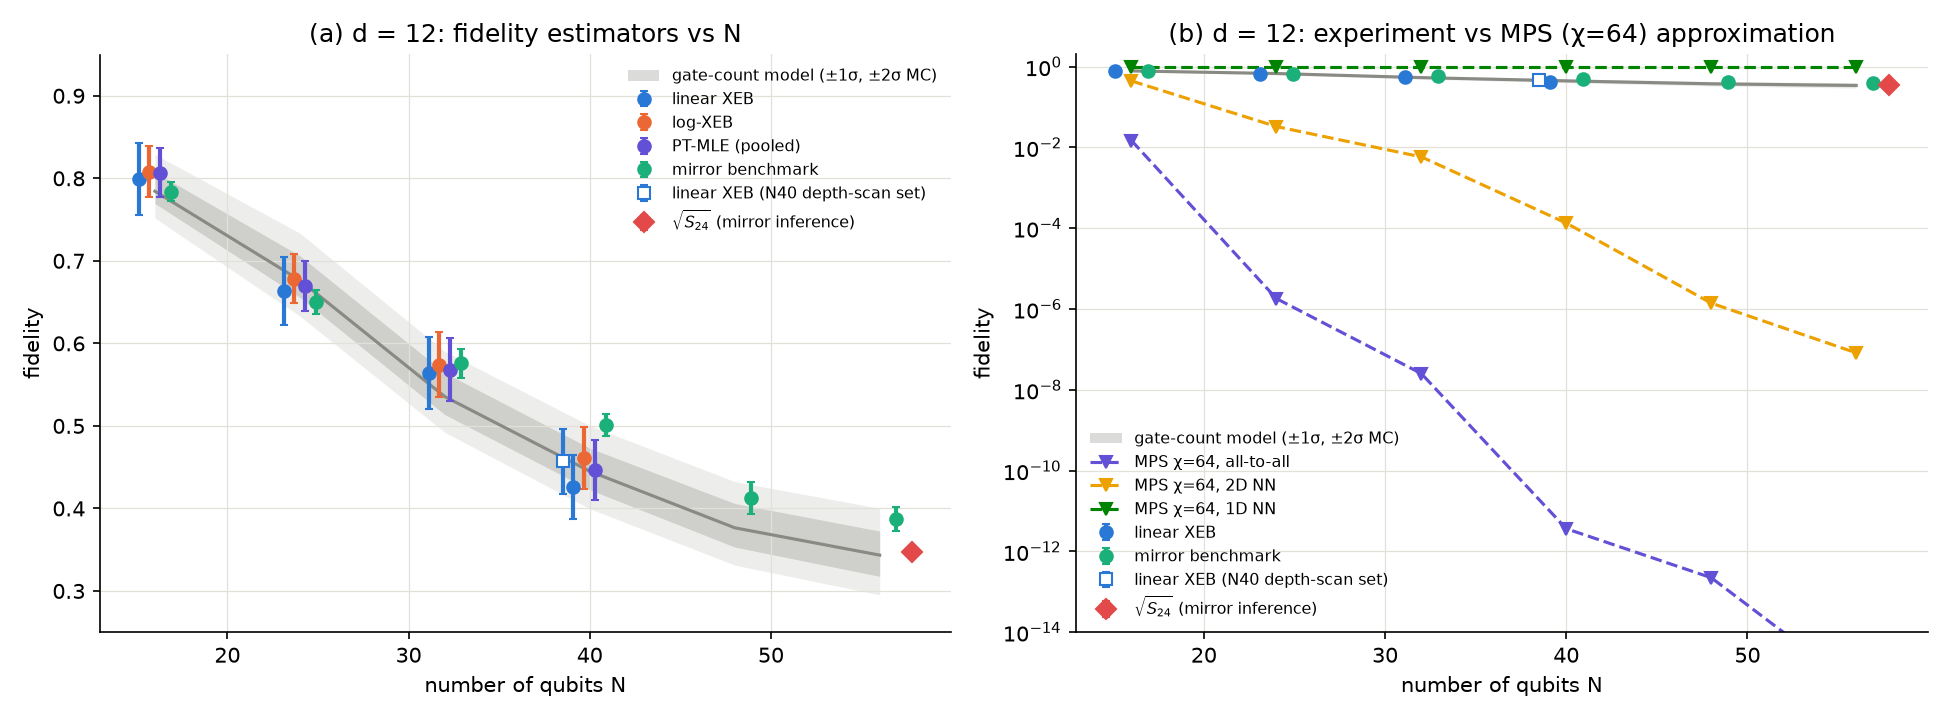 (a) d = 12: fidelity estimators vs N
fidelity
0.9
0.8
0.7
0.6
0.5
0.4
0.3
20
30
40
50
number of qubits N
gate-count model (±1σ, ±2σ MC)
linear XEB
log-XEB
PT-MLE (pooled)
mirror benchmark
linear XEB (N40 depth-scan set)
√S₂₄ (mirror inference)
(b) d = 12: experiment vs MPS (χ=64) approximation
fidelity
10⁰
10⁻²
10⁻⁴
10⁻⁶
10⁻⁸
10⁻¹⁰
10⁻¹²
10⁻¹⁴
20
30
40
50
number of qubits N
gate-count model (±1σ, ±2σ MC)
MPS χ=64, all-to-all
MPS χ=64, 2D NN
MPS χ=64, 1D NN
linear XEB
mirror benchmark
linear XEB (N40 depth-scan set)
√S₂₄ (mirror inference)